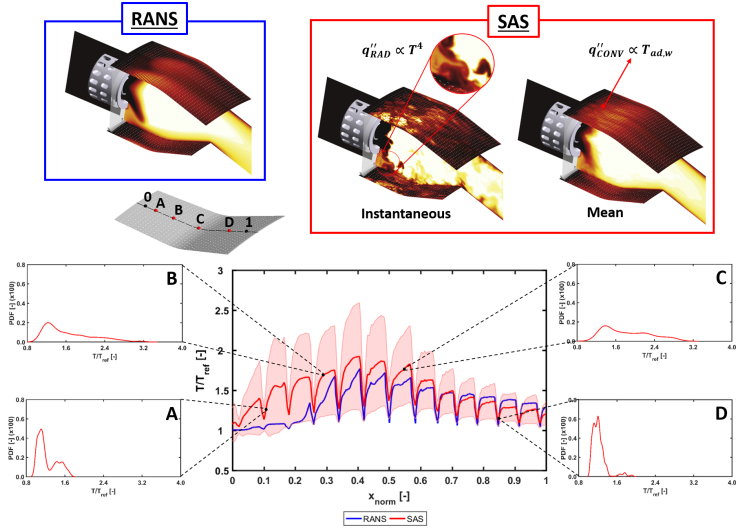 RANS
SAS
q''RAD ∝ T⁴
q''CONV ∝ Tad,w
Instantaneous
Mean
0 A B C D 1
B
PDF [-] (x100)
0.8
0.6
0.4
0.2
0.0
0.8 1.6 2.4 3.2 4.0
T/Tref [-]
A
PDF [-] (x100)
0.8
0.6
0.4
0.2
0.0
0.8 1.6 2.4 3.2 4.0
T/Tref [-]
T/Tref [-]
3
2.5
2
1.5
1
0.5
0 0.1 0.2 0.3 0.4 0.5 0.6 0.7 0.8 0.9 1
xnorm [-]
RANS SAS
C
PDF [-] (x100)
0.8
0.6
0.4
0.2
0.0
0.8 1.6 2.4 3.2 4.0
T/Tref [-]
D
PDF [-] (x100)
0.8
0.6
0.4
0.2
0.0
0.8 1.6 2.4 3.2 4.0
T/Tref [-]